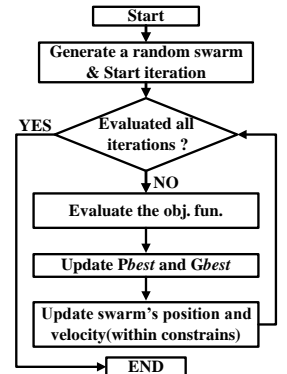 Start
Generate a random swarm
& Start iteration
YES
Evaluated all
iterations ?
NO
Evaluate the obj. fun.
Update Pbest and Gbest
Update swarm's position and
velocity(within constrains)
END